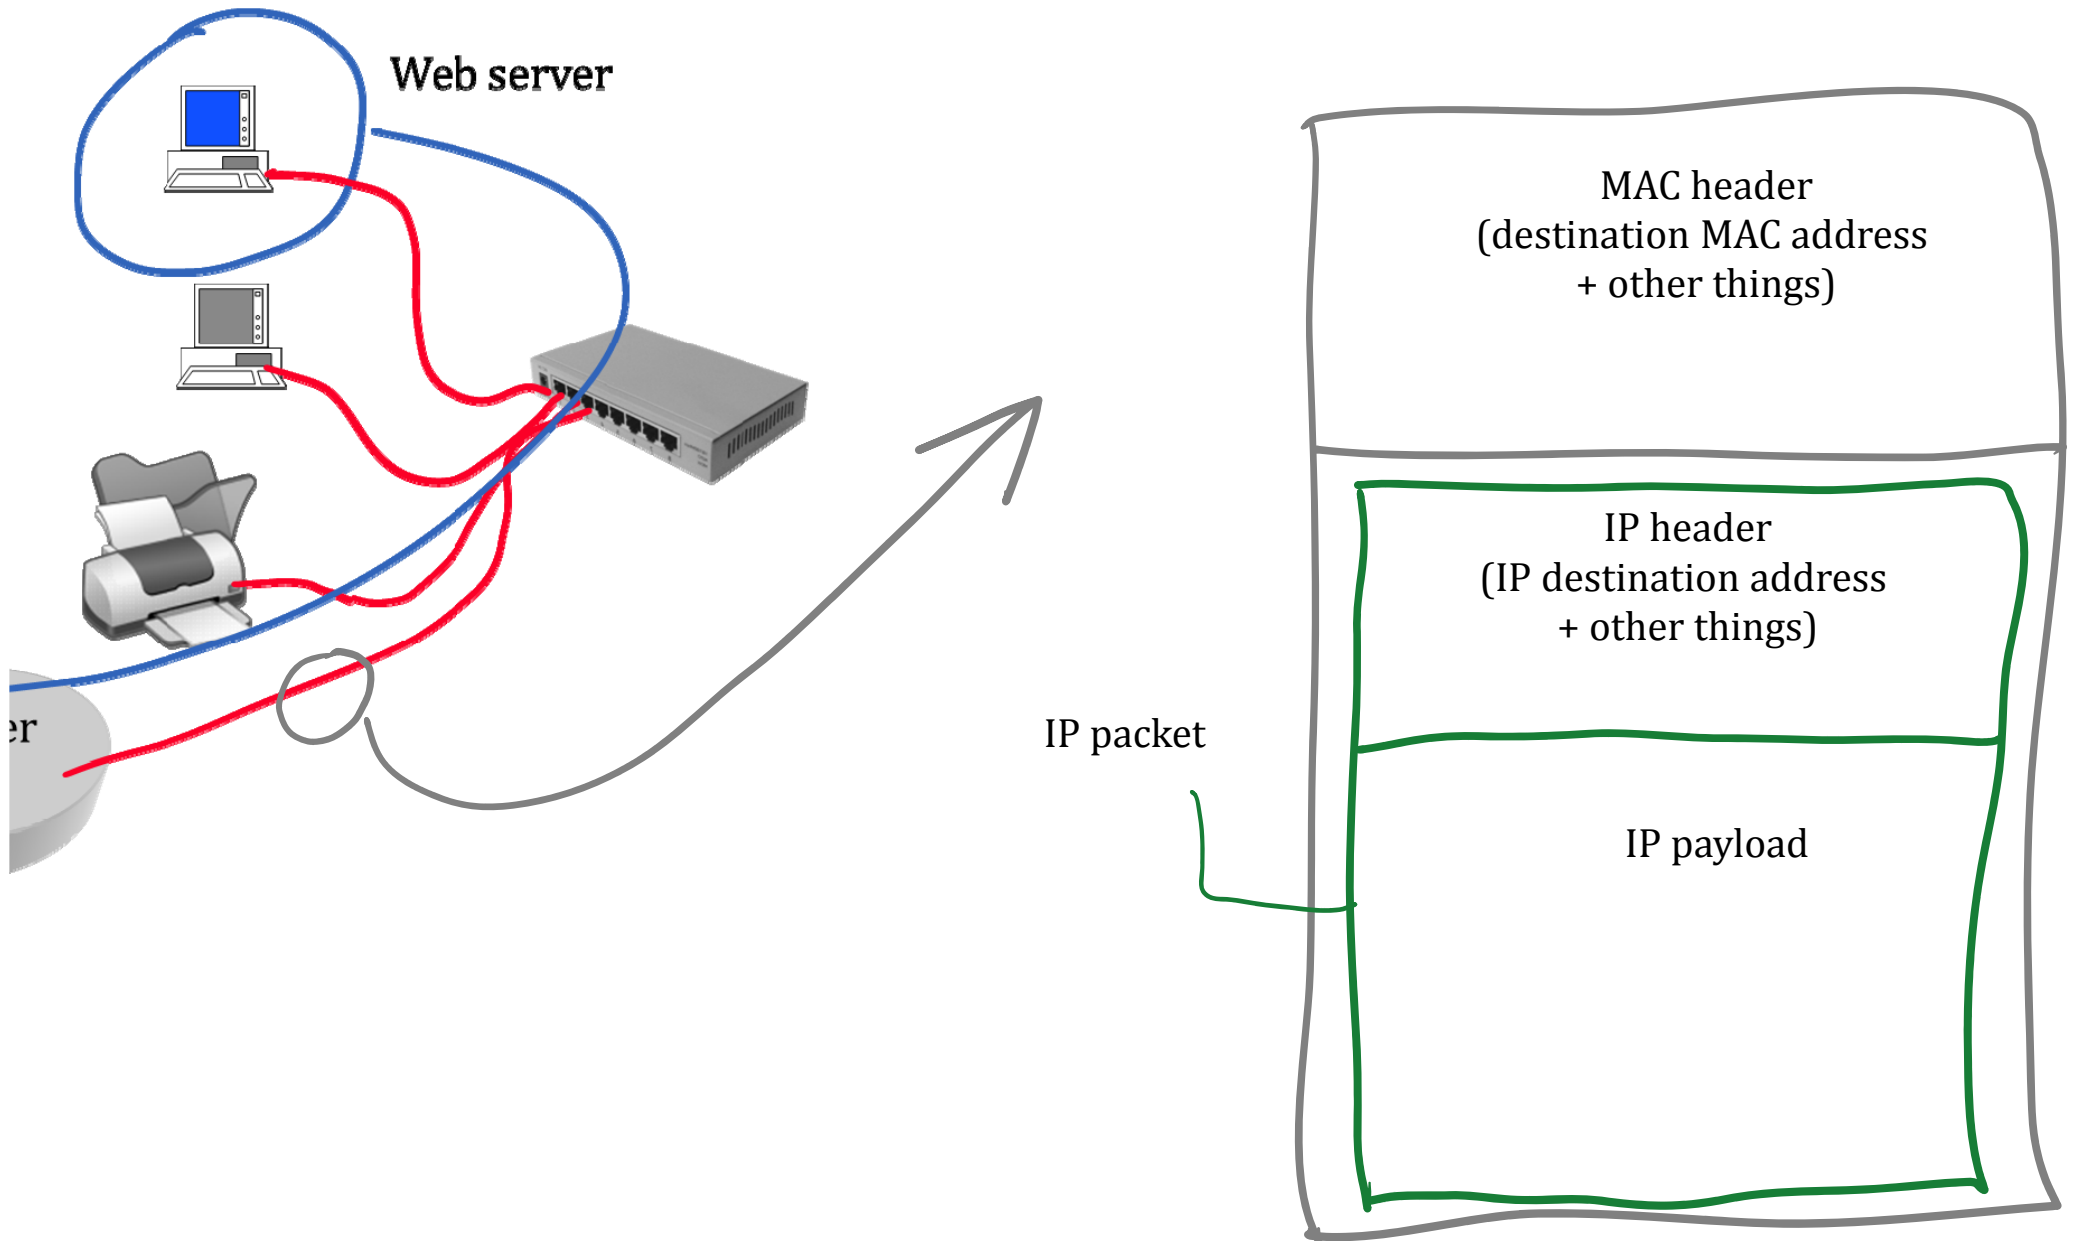 Web server
MAC header
(destination MAC address
+ other things)
IP header
(IP destination address
+ other things)
er
IP packet
IP payload